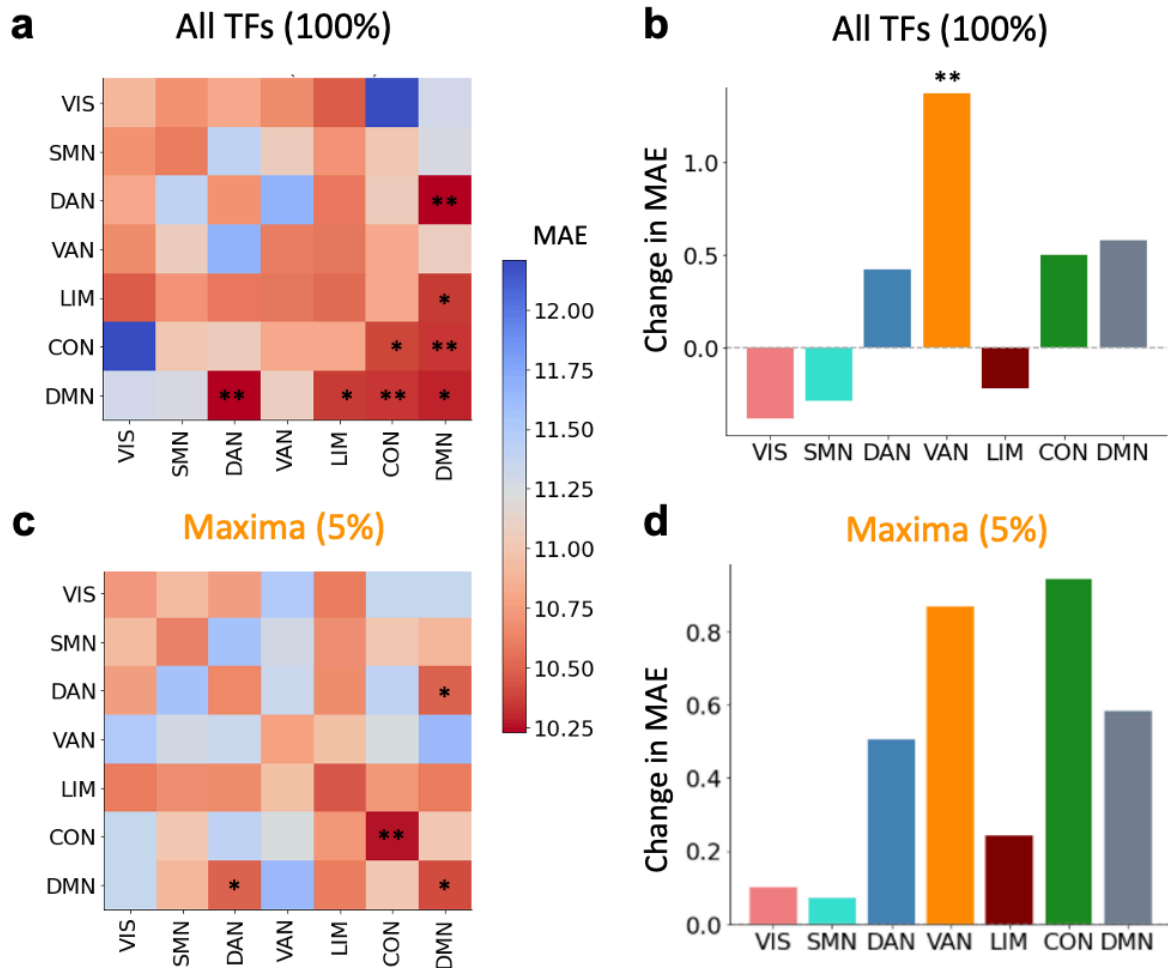 a
All TFs (100%)
VIS
SMN
DAN
**
VAN
LIM
*
CON
*
**
DMN
**
*
**
*
VIS
SMN
DAN
VAN
LIM
CON
DMN
MAE
12.00
11.75
11.50
11.25
11.00
10.75
10.50
10.25
b
All TFs (100%)
**
Change in MAE
1.0
0.5
0.0
VIS SMN DAN VAN LIM CON DMN
c
Maxima (5%)
VIS
SMN
DAN
*
VAN
LIM
CON
**
DMN
*
*
VIS
SMN
DAN
VAN
LIM
CON
DMN
d
Maxima (5%)
Change in MAE
0.8
0.6
0.4
0.2
0.0
VIS SMN DAN VAN LIM CON DMN